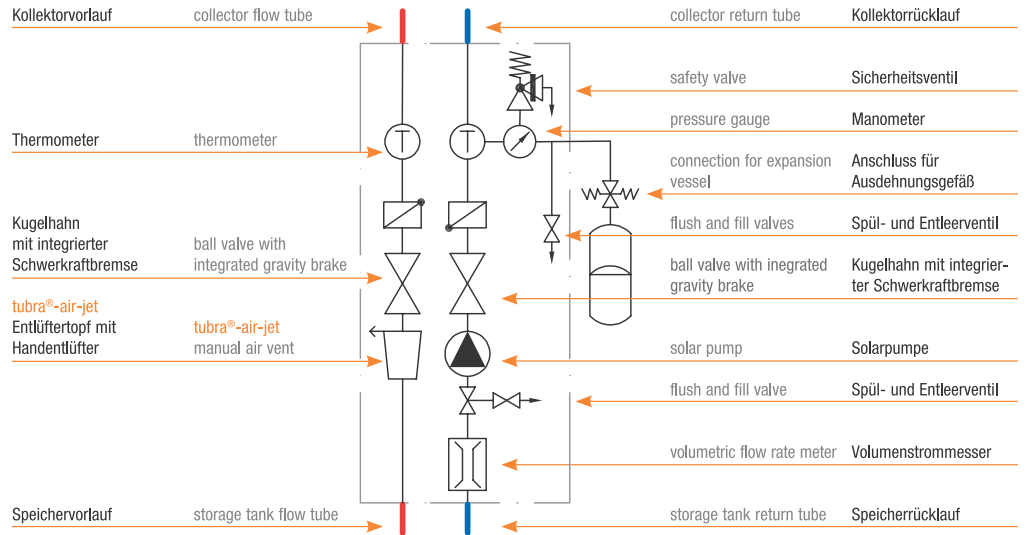 Kollektorvorlauf collector flow tube
collector return tube Kollektorrücklauf
safety valve Sicherheitsventil
pressure gauge Manometer
Thermometer thermometer
T T
connection for expansion Anschluss für
vessel Ausdehnungsgefäß
flush and fill valves Spül- und Entleerventil
Kugelhahn
mit integrierter ball valve with
Schwerkraftbremse integrated gravity brake
ball valve with inegrated Kugelhahn mit integrier-
gravity brake ter Schwerkraftbremse
tubra®-air-jet
Entlüftertopf mit tubra®-air-jet
Handentlüfter manual air vent
solar pump Solarpumpe
flush and fill valve Spül- und Entleerventil
volumetric flow rate meter Volumenstrommesser
Speichervorlauf storage tank flow tube
storage tank return tube Speicherrücklauf